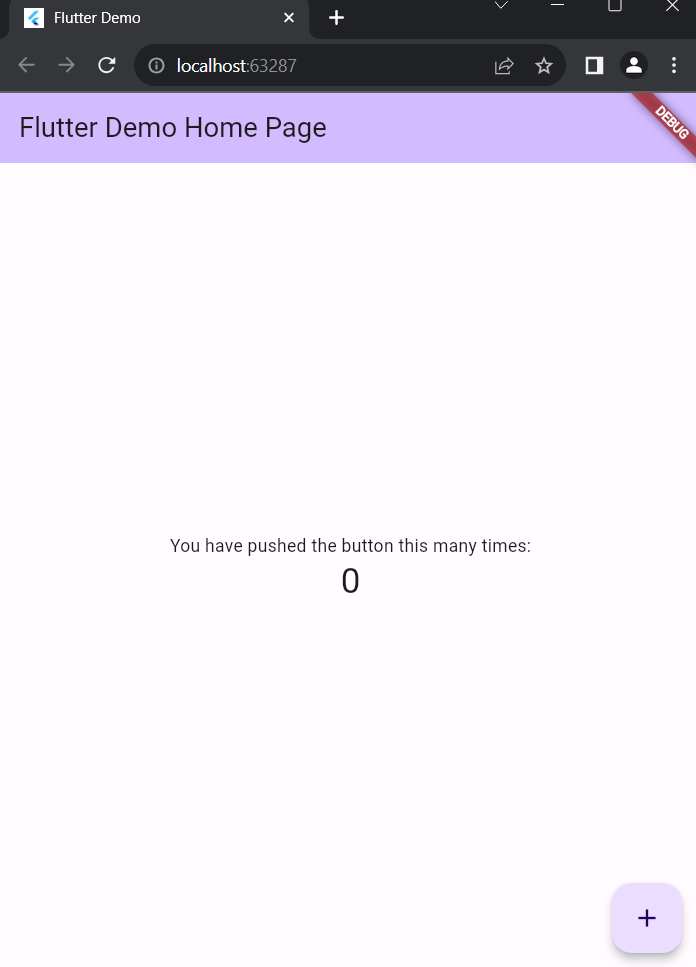 Flutter Demo
localhost:63287
Flutter Demo Home Page
DEBUG
You have pushed the button this many times:
0